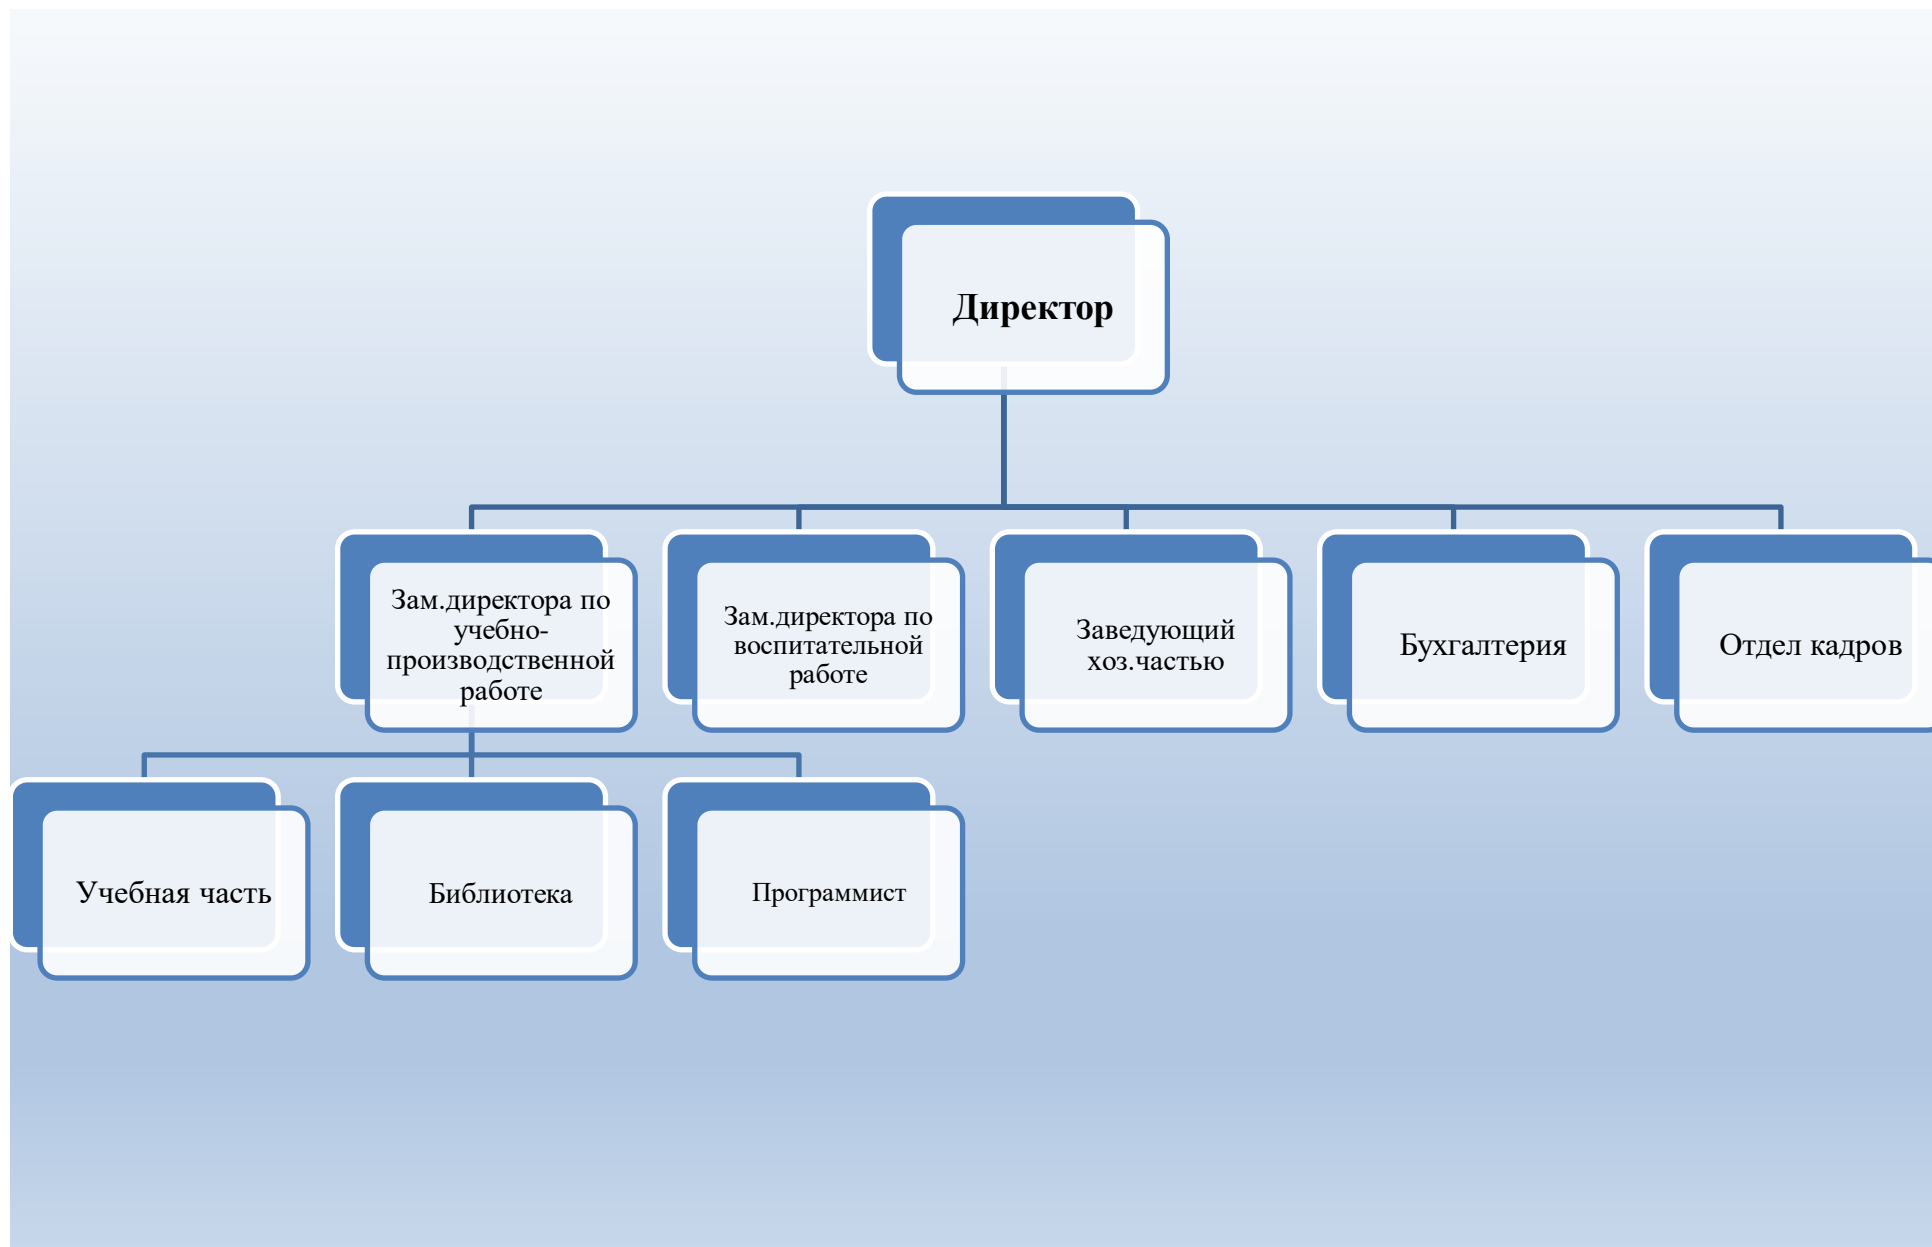 Директор
Зам.директора по
учебно-
производственной
работе
Зам.директора по
воспитательной
работе
Заведующий
хоз.частью
Бухгалтерия
Отдел кадров
Учебная часть
Библиотека
Программист